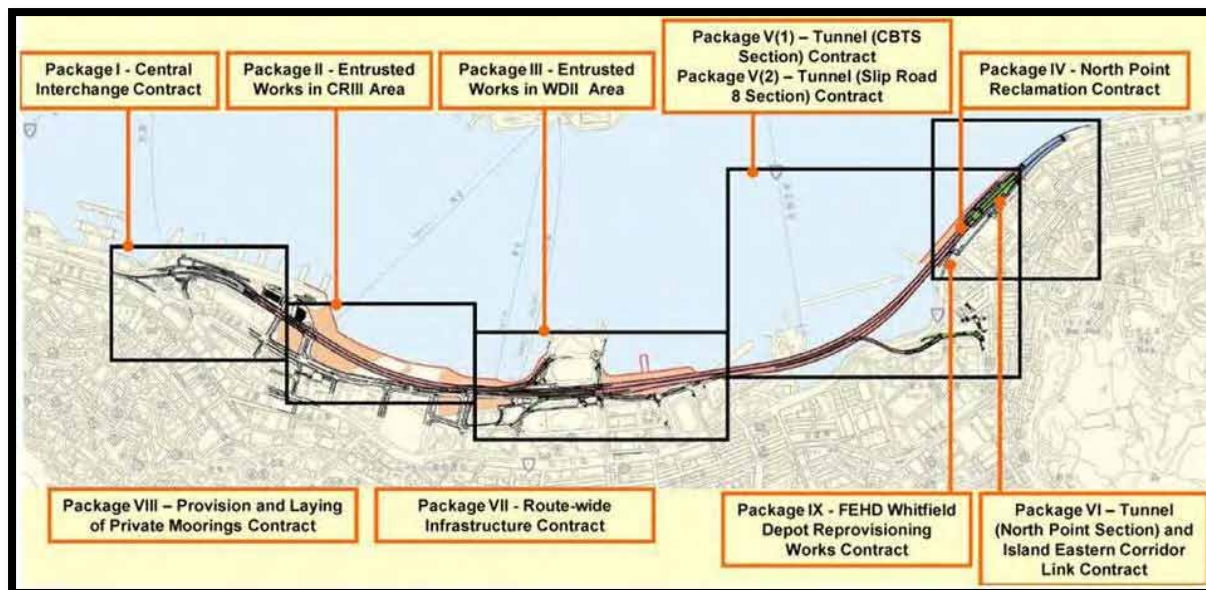 Package I - Central
Interchange Contract
Package II - Entrusted
Works in CRIII Area
Package III - Entrusted
Works in WDII Area
Package V(1) – Tunnel (CBTS
Section) Contract
Package V(2) – Tunnel (Slip Road
8 Section) Contract
Package IV - North Point
Reclamation Contract
Package VIII – Provision and Laying
of Private Moorings Contract
Package VII - Route-wide
Infrastructure Contract
Package IX - FEHD Whitfield
Depot Reprovisioning
Works Contract
Package VI – Tunnel
(North Point Section) and
Island Eastern Corridor
Link Contract